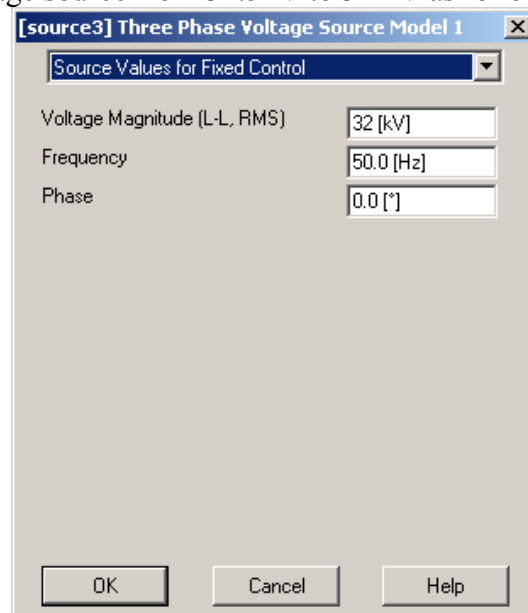 [source3] Three Phase Voltage Source Model 1
Source Values for Fixed Control
Voltage Magnitude (L-L, RMS) 32 [kV]
Frequency 50.0 [Hz]
Phase 0.0 [°]
OK Cancel Help